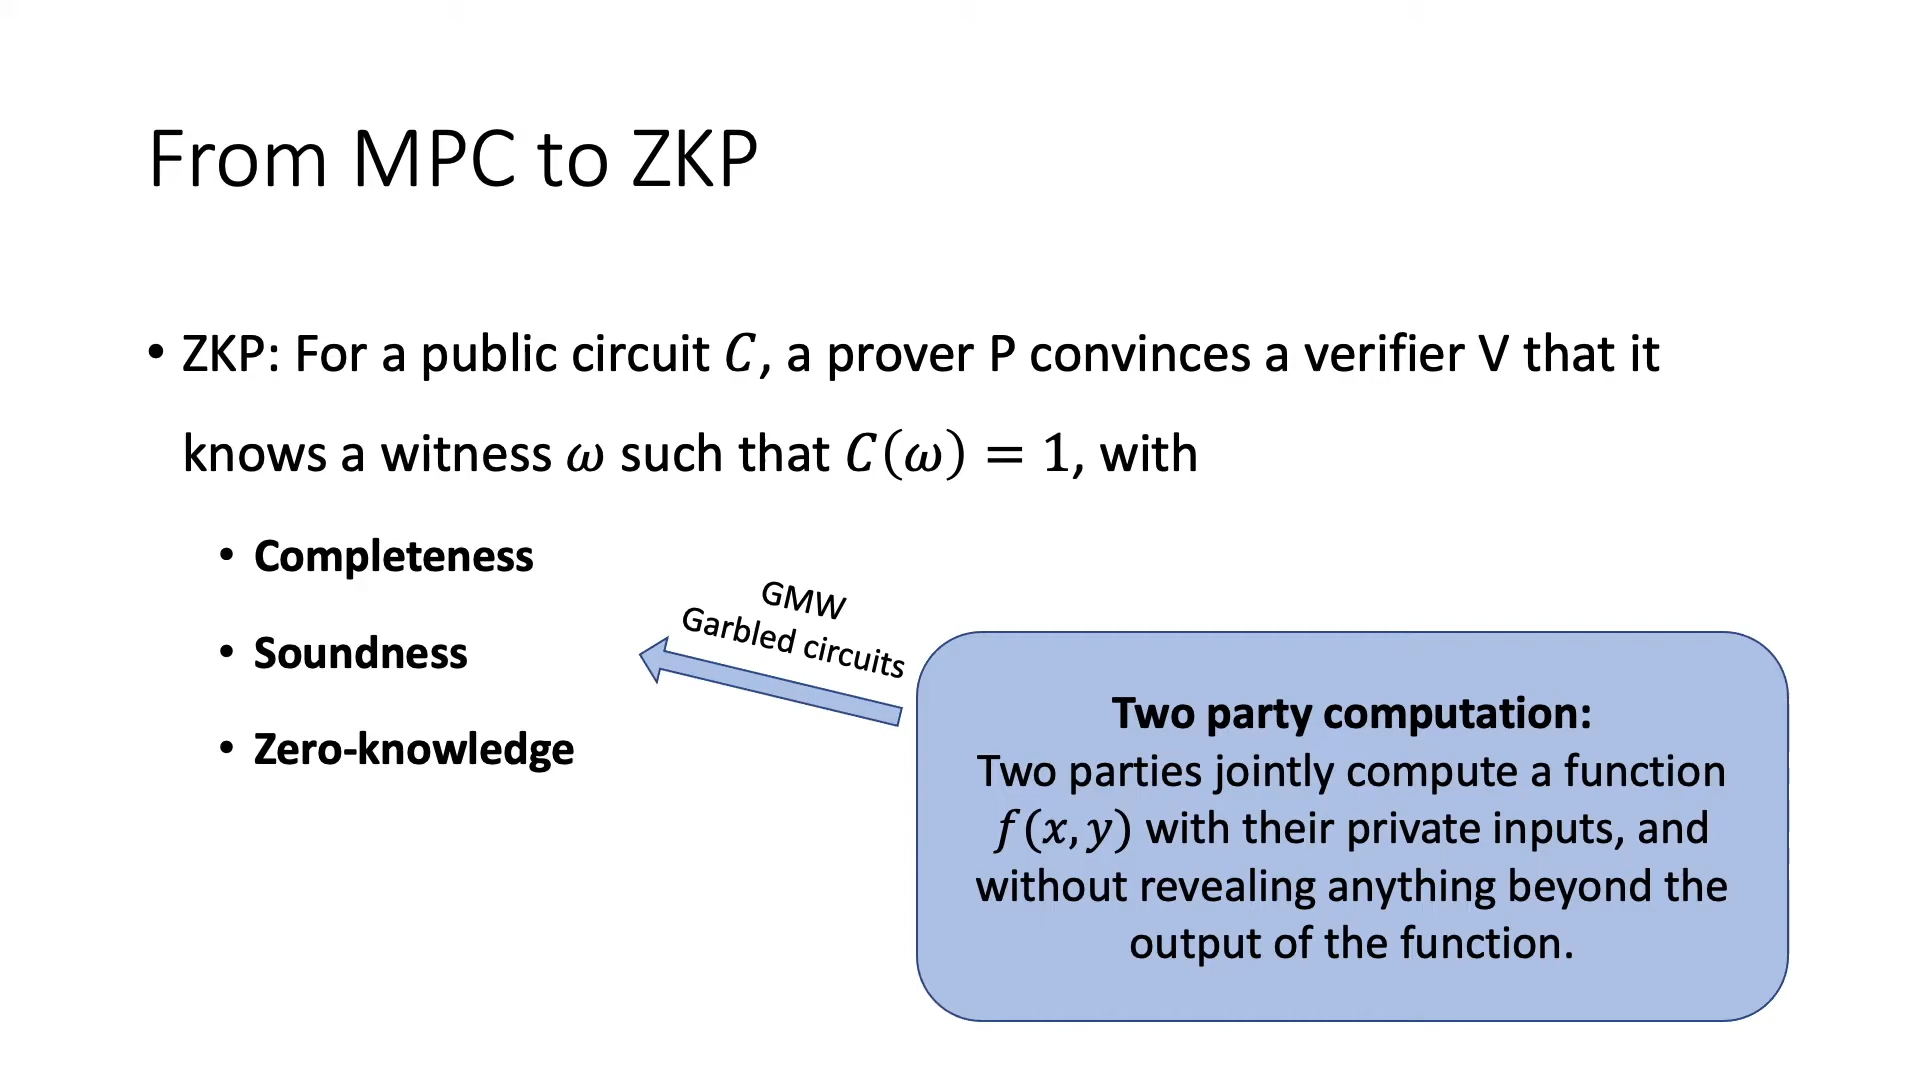 From MPC to ZKP
• ZKP: For a public circuit 𝐶, a prover P convinces a verifier V that it
knows a witness 𝜔 such that 𝐶(𝜔) = 1, with
• Completeness
• Soundness
• Zero-knowledge
GMW
Garbled circuits
Two party computation:
Two parties jointly compute a function
𝑓(𝑥, 𝑦) with their private inputs, and
without revealing anything beyond the
output of the function.